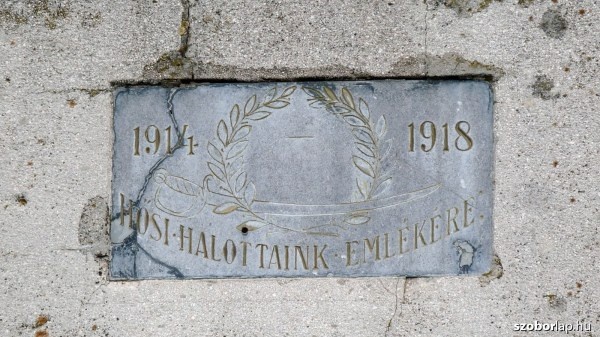 1914 1918
HŐSI·HALOTTAINK·EMLÉKÉRE·
szoborlap.hu